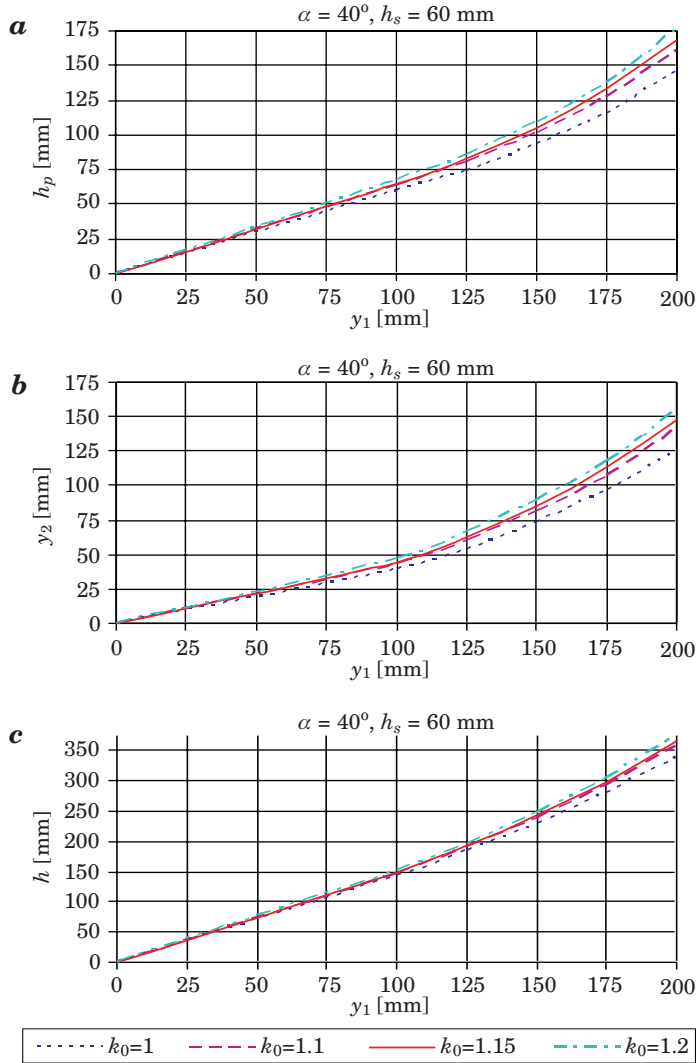 a
α = 40º, hₛ = 60 mm
175
150
125
100
75
50
25
0
hₚ [mm]
0 25 50 75 100 125 150 175 200
y₁ [mm]
b
α = 40º, hₛ = 60 mm
175
150
125
100
75
50
25
0
y₂ [mm]
0 25 50 75 100 125 150 175 200
y₁ [mm]
c
α = 40º, hₛ = 60 mm
350
300
250
200
150
100
50
0
h [mm]
0 25 50 75 100 125 150 175 200
y₁ [mm]
k₀=1 k₀=1.1 k₀=1.15 k₀=1.2